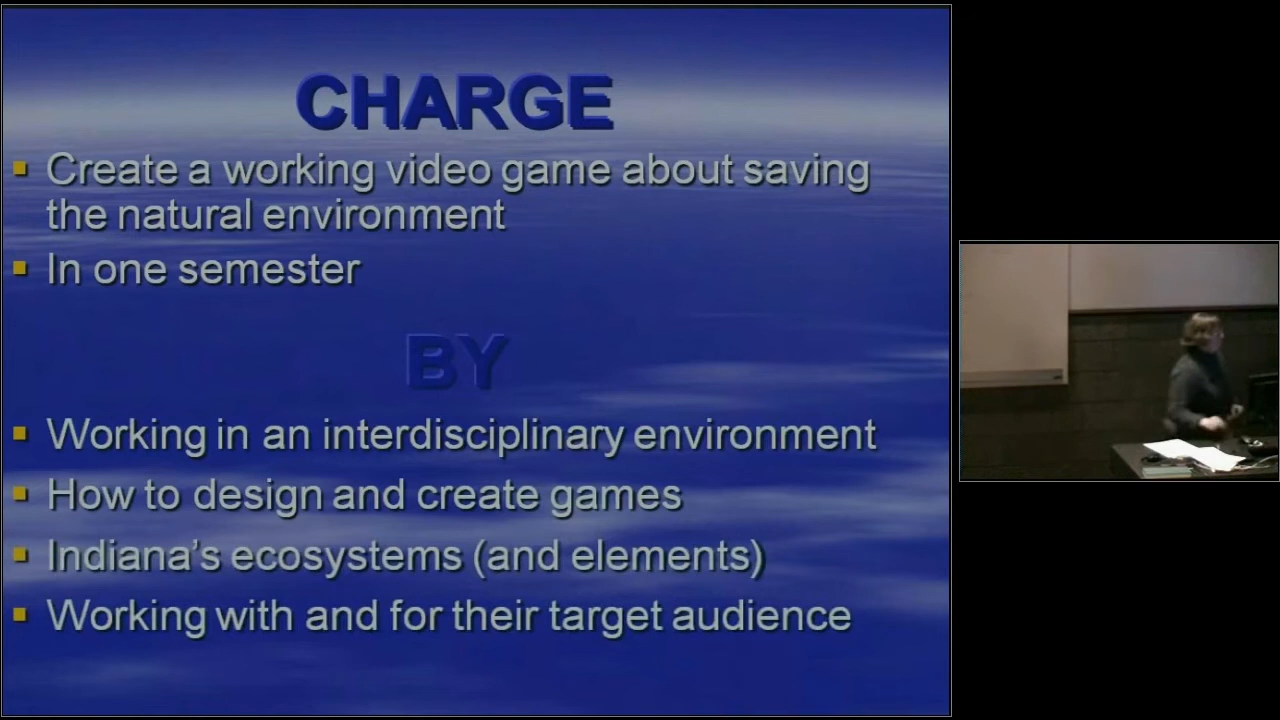 CHARGE
Create a working video game about saving
the natural environment
In one semester
BY
Working in an interdisciplinary environment
How to design and create games
Indiana's ecosystems (and elements)
Working with and for their target audience